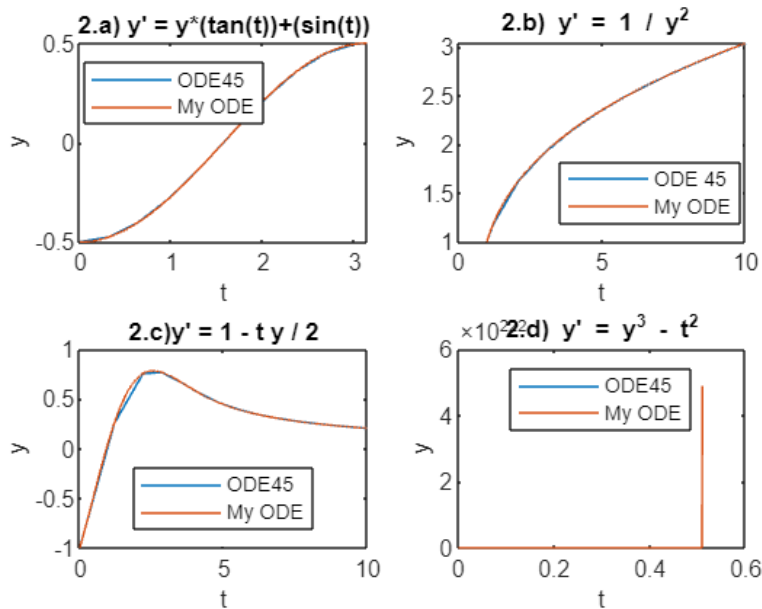 2.a) y' = y*(tan(t))+(sin(t))
0.5
0
-0.5
y
ODE45
My ODE
0 1 2 3
t
2.b) y' = 1 / y²
3
2.5
2
1.5
1
y
ODE 45
My ODE
0 5 10
t
2.c)y' = 1 - t y / 2
1
0.5
0
-0.5
-1
y
ODE45
My ODE
0 5 10
t
2.d) y' = y³ - t²
6
4
2
0
y
ODE45
My ODE
0 0.2 0.4 0.6
t